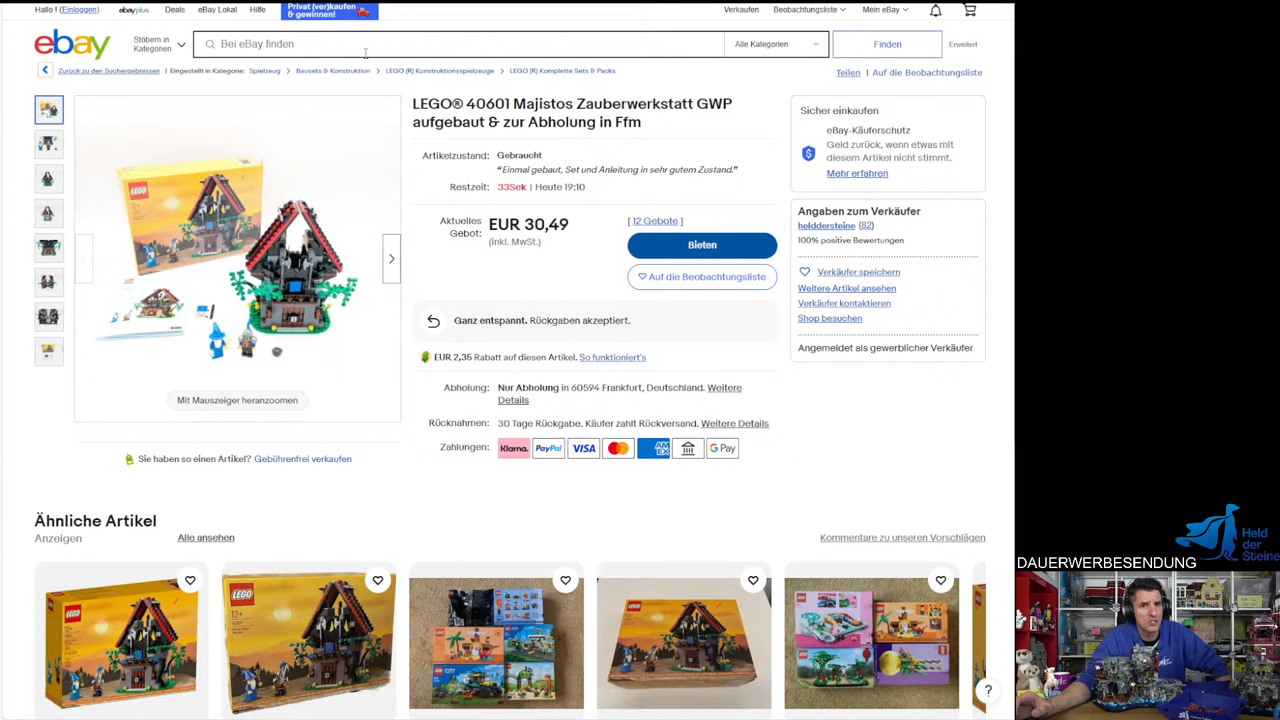 Hallo ! (Einloggen)
ebayplus
Deals
eBay Lokal
Hilfe
Privat (ver)kaufen
& gewinnen!
Verkaufen
Beobachtungsliste
Mein eBay
ebay
Stöbern in
Kategorien
Bei eBay finden
Alle Kategorien
Finden
Erweitert
Zurück zu den Suchergebnissen | Eingestellt in Kategorie: Spielzeug > Bausets & Konstruktion > LEGO (R) Konstruktionsspielzeuge > LEGO (R) Komplette Sets & Packs
Teilen | Auf die Beobachtungsliste
LEGO® 40601 Majistos Zauberwerkstatt GWP
aufgebaut & zur Abholung in Ffm
Artikelzustand: Gebraucht
“Einmal gebaut, Set und Anleitung in sehr gutem Zustand.”
Restzeit: 33Sek | Heute 19:10
Aktuelles
Gebot:
EUR 30,49
(inkl. MwSt.)
[ 12 Gebote ]
Bieten
Auf die Beobachtungsliste
Ganz entspannt. Rückgaben akzeptiert.
EUR 2,35 Rabatt auf diesen Artikel. So funktioniert's
Abholung: Nur Abholung in 60594 Frankfurt, Deutschland. Weitere
Details
Rücknahmen: 30 Tage Rückgabe. Käufer zahlt Rückversand. Weitere Details
Zahlungen:
Klarna.
PayPal
VISA
AM
EX
G Pay
Sicher einkaufen
eBay-Käuferschutz
Geld zurück, wenn etwas mit
diesem Artikel nicht stimmt.
Mehr erfahren
Angaben zum Verkäufer
helddersteine (82)
100% positive Bewertungen
Verkäufer speichern
Weitere Artikel ansehen
Verkäufer kontaktieren
Shop besuchen
Angemeldet als gewerblicher Verkäufer
LEGO
Mit Mauszeiger heranzoomen
Sie haben so einen Artikel? Gebührenfrei verkaufen
Ähnliche Artikel
Anzeigen
Alle ansehen
Kommentare zu unseren Vorschlägen
LEGO
LEGO
12+
CITY
?
Held
der
Steine
DAUERWERBESENDUNG